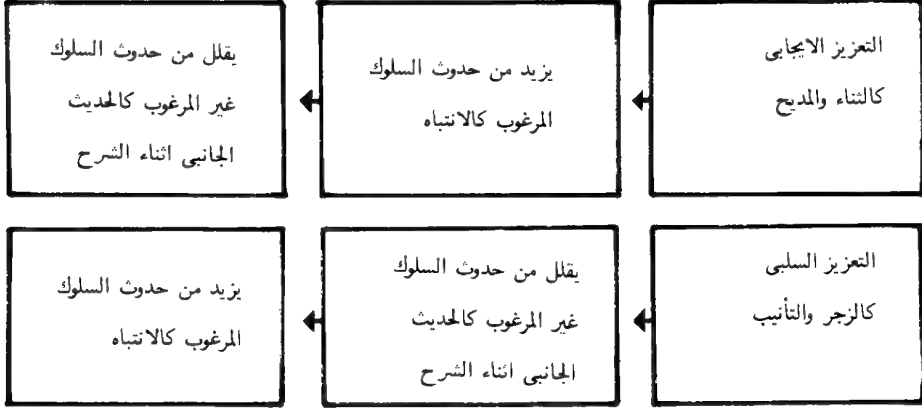 التعزيز الايجابى
كالثناء والمديح
يزيد من حدوث السلوك
المرغوب كالانتباه
يقلل من حدوث السلوك
غير المرغوب كالحديث
الجانبى اثناء الشرح
التعزيز السلبى
كالزجر والتأنيب
يقلل من حدوث السلوك
غير المرغوب كالحديث
الجانبى اثناء الشرح
يزيد من حدوث السلوك
المرغوب كالانتباه